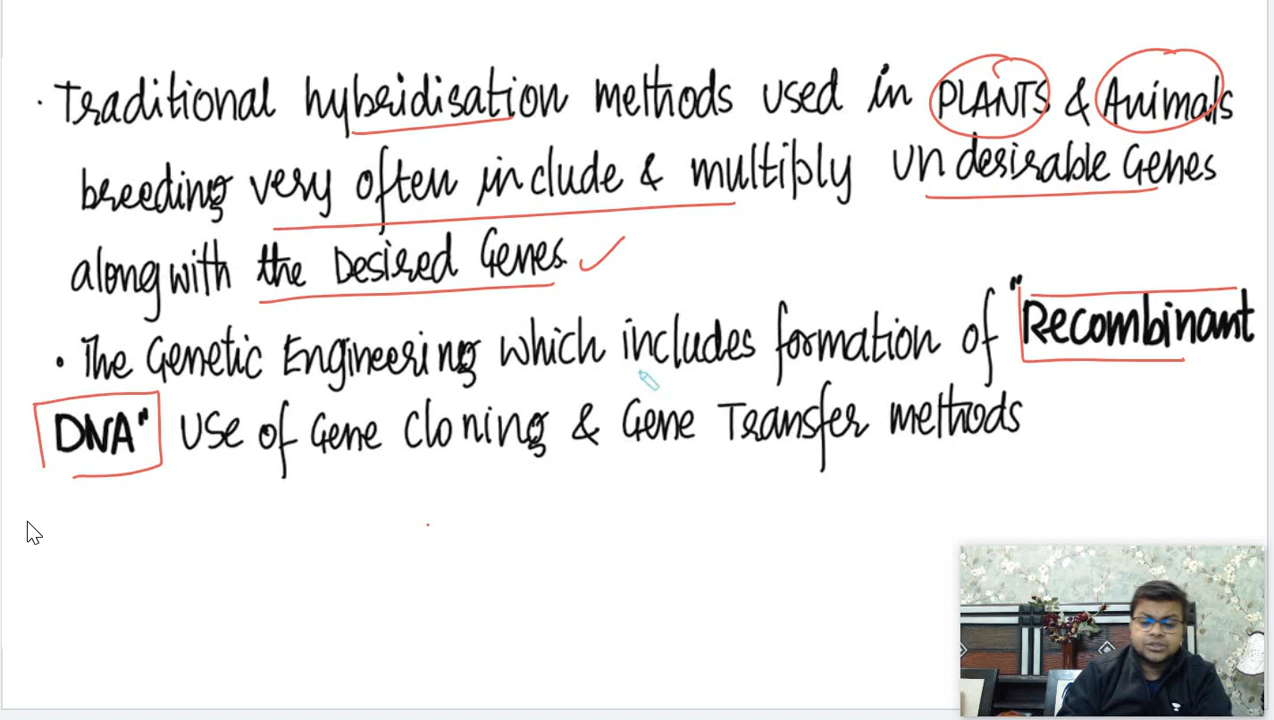 · Traditional hybridisation methods used in PLANTS & Animals
breeding very often include & multiply undesirable Genes
along with the Desired Genes.
· The Genetic Engineering which includes formation of "Recombinant
DNA" use of Gene Cloning & Gene Transfer methods